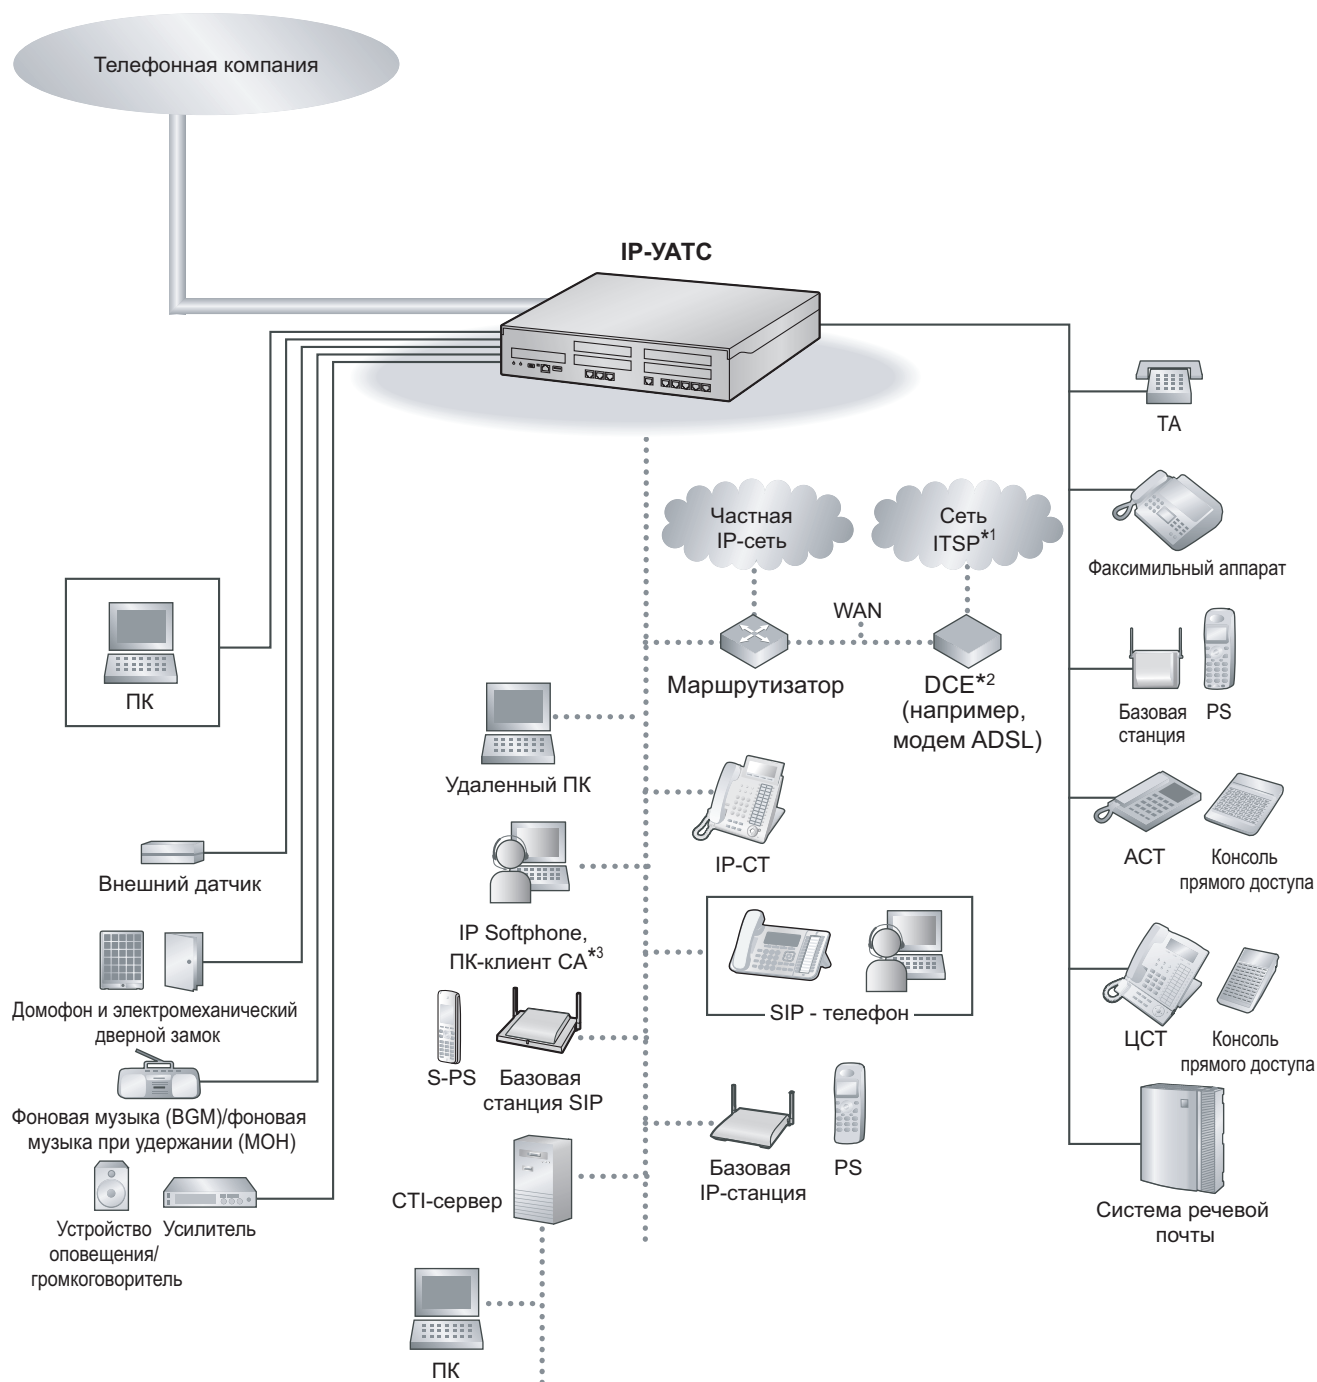 Телефонная компания
IP-УАТС
ТА
Частная
IP-сеть
Сеть
ITSP*1
Факсимильный аппарат
WAN
Маршрутизатор
DCE*2
(например,
модем ADSL)
ПК
Базовая
станция
PS
Удаленный ПК
IP-СТ
АСТ
Консоль
прямого доступа
Внешний датчик
IP Softphone,
ПК-клиент CA*3
SIP - телефон
Домофон и электромеханический
дверной замок
ЦСТ
Консоль
прямого доступа
S-PS
Базовая
станция SIP
Фоновая музыка (BGM)/фоновая
музыка при удержании (MOH)
Базовая
IP-станция
PS
CTI-сервер
Система речевой
почты
Устройство
оповещения/
громкоговоритель
Усилитель
ПК